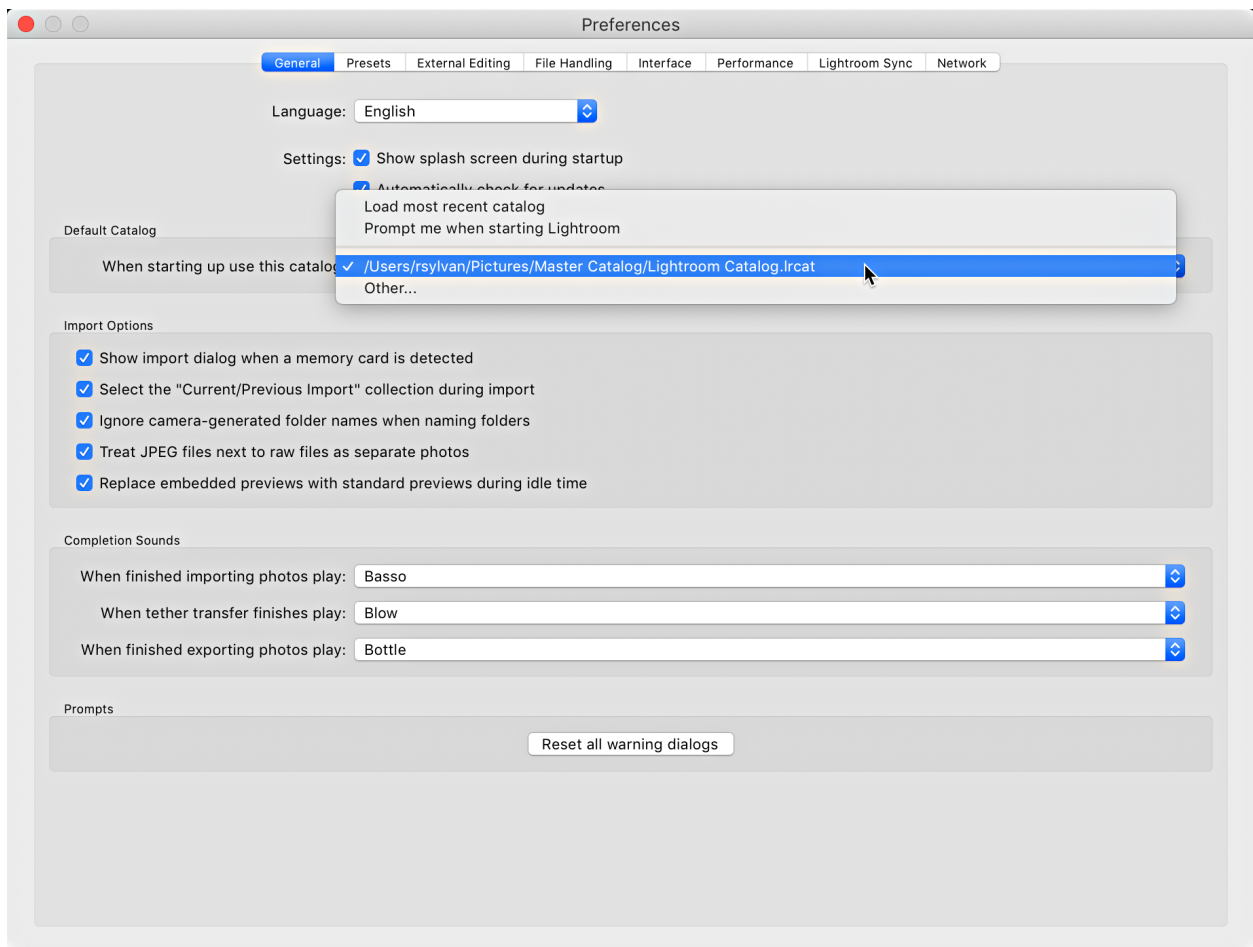 Preferences
General Presets External Editing File Handling Interface Performance Lightroom Sync Network
Language: English
Settings: Show splash screen during startup
Automatically check for updates
Load most recent catalog
Prompt me when starting Lightroom
Default Catalog
When starting up use this catalog /Users/rsylvan/Pictures/Master Catalog/Lightroom Catalog.lrcat
Other...
Import Options
Show import dialog when a memory card is detected
Select the "Current/Previous Import" collection during import
Ignore camera-generated folder names when naming folders
Treat JPEG files next to raw files as separate photos
Replace embedded previews with standard previews during idle time
Completion Sounds
When finished importing photos play: Basso
When tether transfer finishes play: Blow
When finished exporting photos play: Bottle
Prompts
Reset all warning dialogs